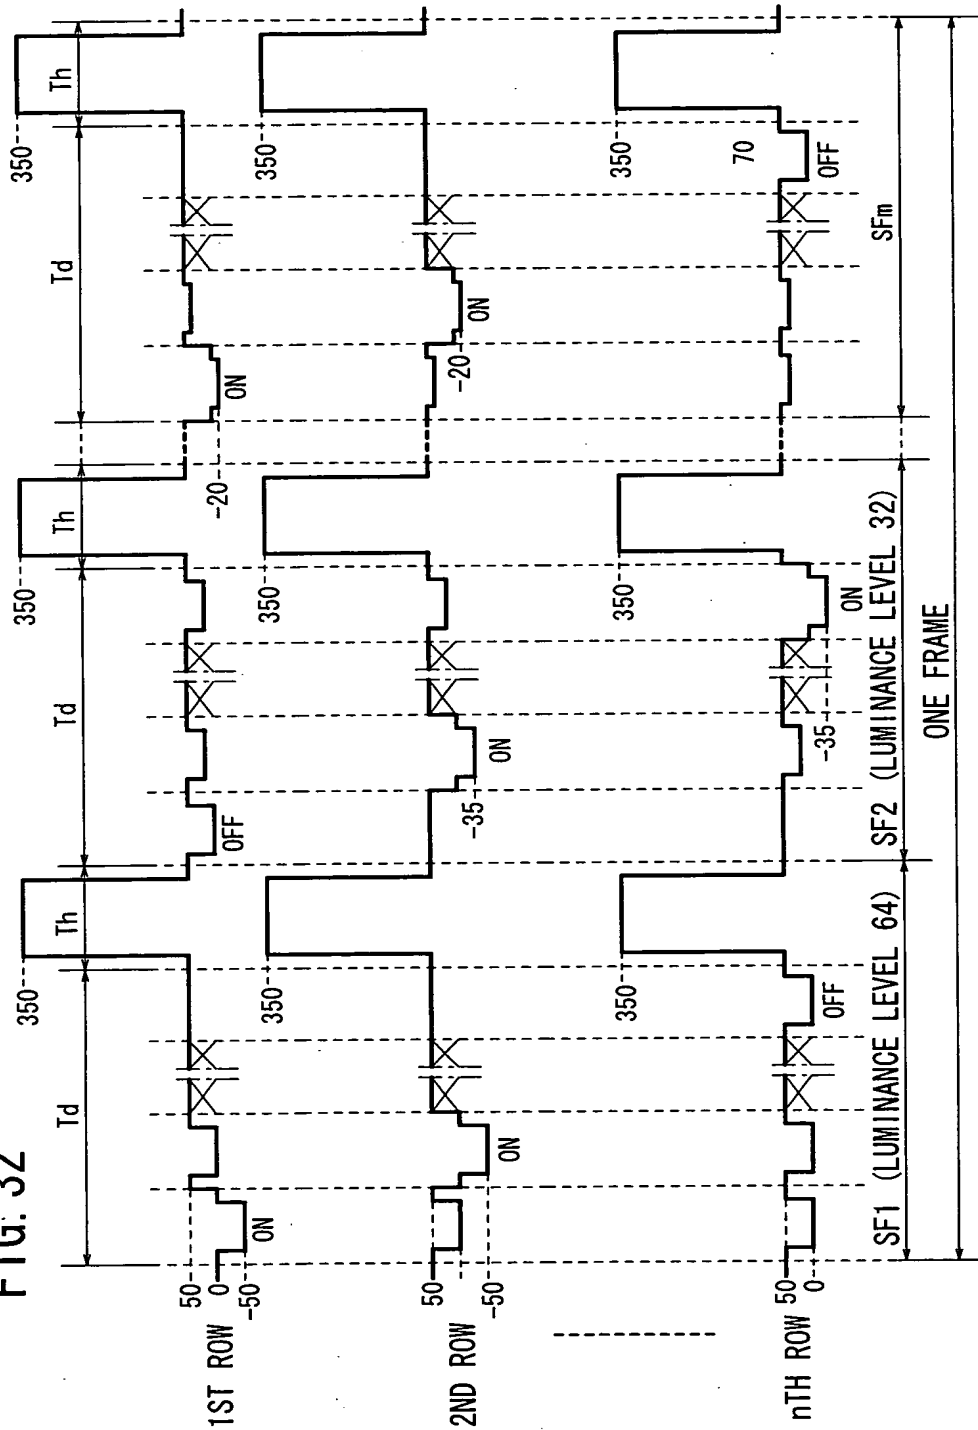 FIG. 32
350 350 350
Td Th Td Th Td Th
50
0
-50
1ST ROW
ON OFF -20 ON
350 350 350
50
-50
2ND ROW
ON -35 ON -20 ON
350 350 350
50
0
nTH ROW
OFF -35 ON 70 OFF
SF1 (LUMINANCE LEVEL 64) SF2 (LUMINANCE LEVEL 32) SFm
ONE FRAME